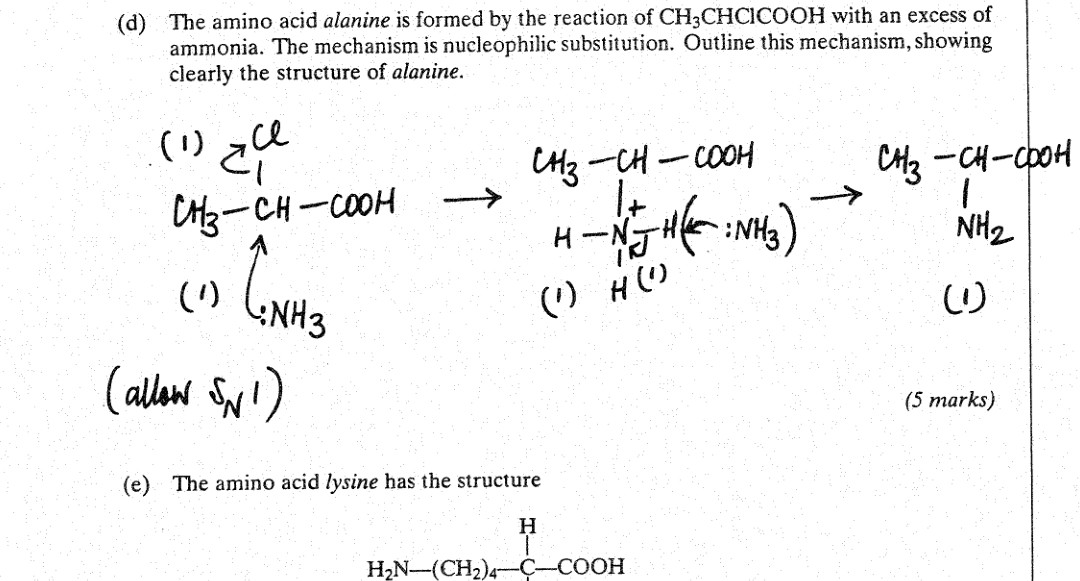 (d) The amino acid alanine is formed by the reaction of CH3CHClCOOH with an excess of
ammonia. The mechanism is nucleophilic substitution. Outline this mechanism, showing
clearly the structure of alanine.
(1) Cl
CH3—CH—COOH →
(1) :NH3
CH3—CH—COOH →
+
H—N—H(← :NH3)
(1) H (1)
CH3—CH—COOH
NH2
(1)
(allow SN1)
(5 marks)
(e) The amino acid lysine has the structure
H
H2N—(CH2)4—C—COOH